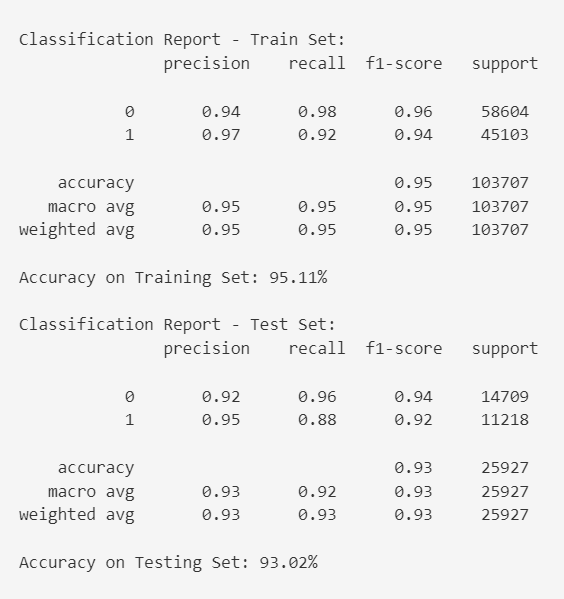 Classification Report - Train Set:
precision recall f1-score support
0 0.94 0.98 0.96 58604
1 0.97 0.92 0.94 45103
accuracy 0.95 103707
macro avg 0.95 0.95 0.95 103707
weighted avg 0.95 0.95 0.95 103707
Accuracy on Training Set: 95.11%
Classification Report - Test Set:
precision recall f1-score support
0 0.92 0.96 0.94 14709
1 0.95 0.88 0.92 11218
accuracy 0.93 25927
macro avg 0.93 0.92 0.93 25927
weighted avg 0.93 0.93 0.93 25927
Accuracy on Testing Set: 93.02%